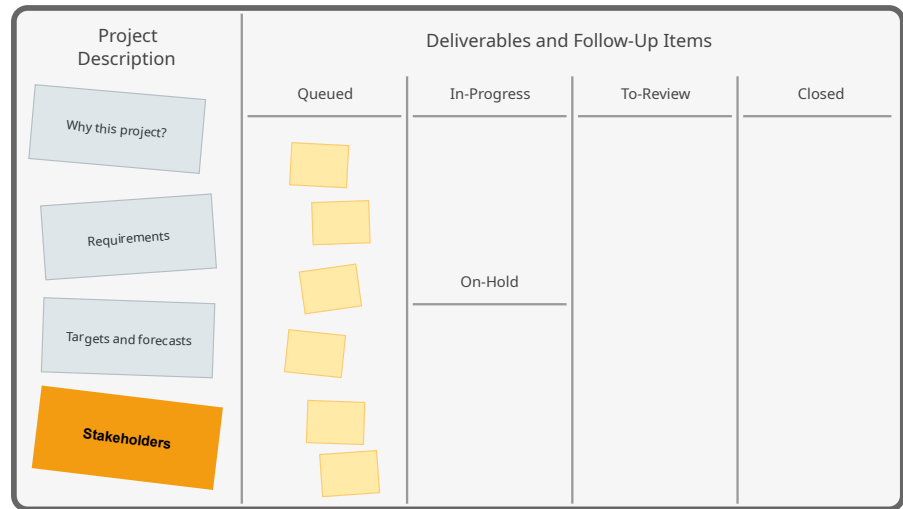 Project
Description
Deliverables and Follow-Up Items
Queued
In-Progress
To-Review
Closed
Why this project?
Requirements
On-Hold
Targets and forecasts
Stakeholders